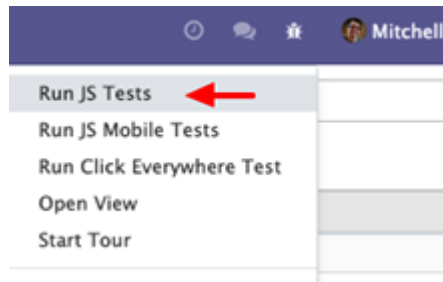 Mitchell
Run JS Tests
Run JS Mobile Tests
Run Click Everywhere Test
Open View
Start Tour